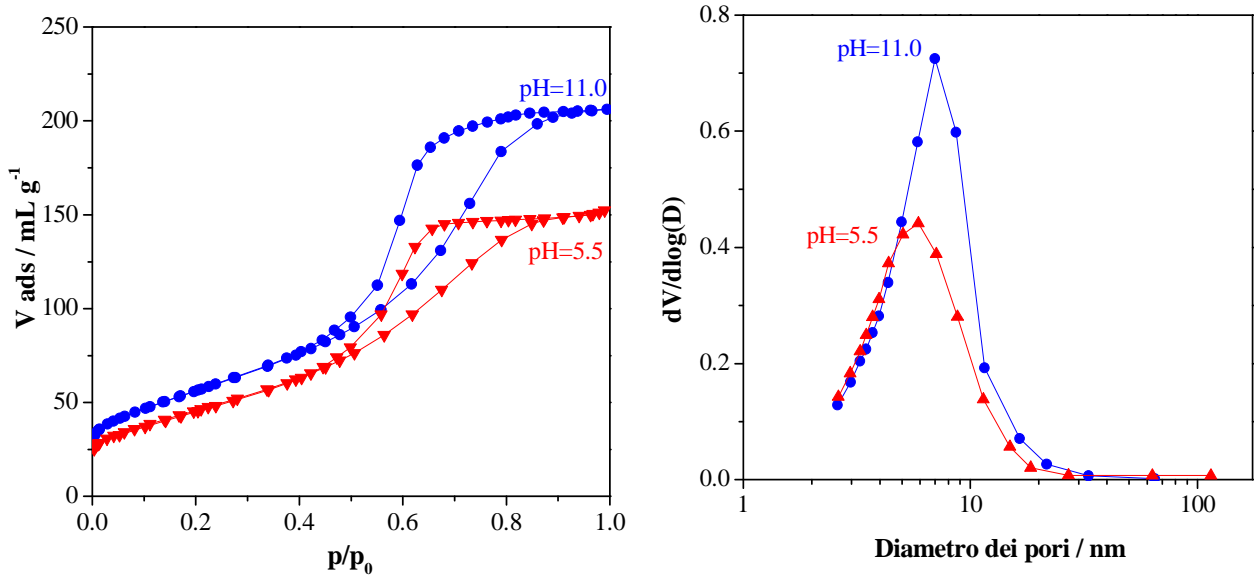 250
200
150
100
50
0
V ads / mL g-1
pH=11.0
pH=5.5
0.0 0.2 0.4 0.6 0.8 1.0
p/p0
0.8
0.6
0.4
0.2
0.0
dV/dlog(D)
pH=11.0
pH=5.5
1 10 100
Diametro dei pori / nm